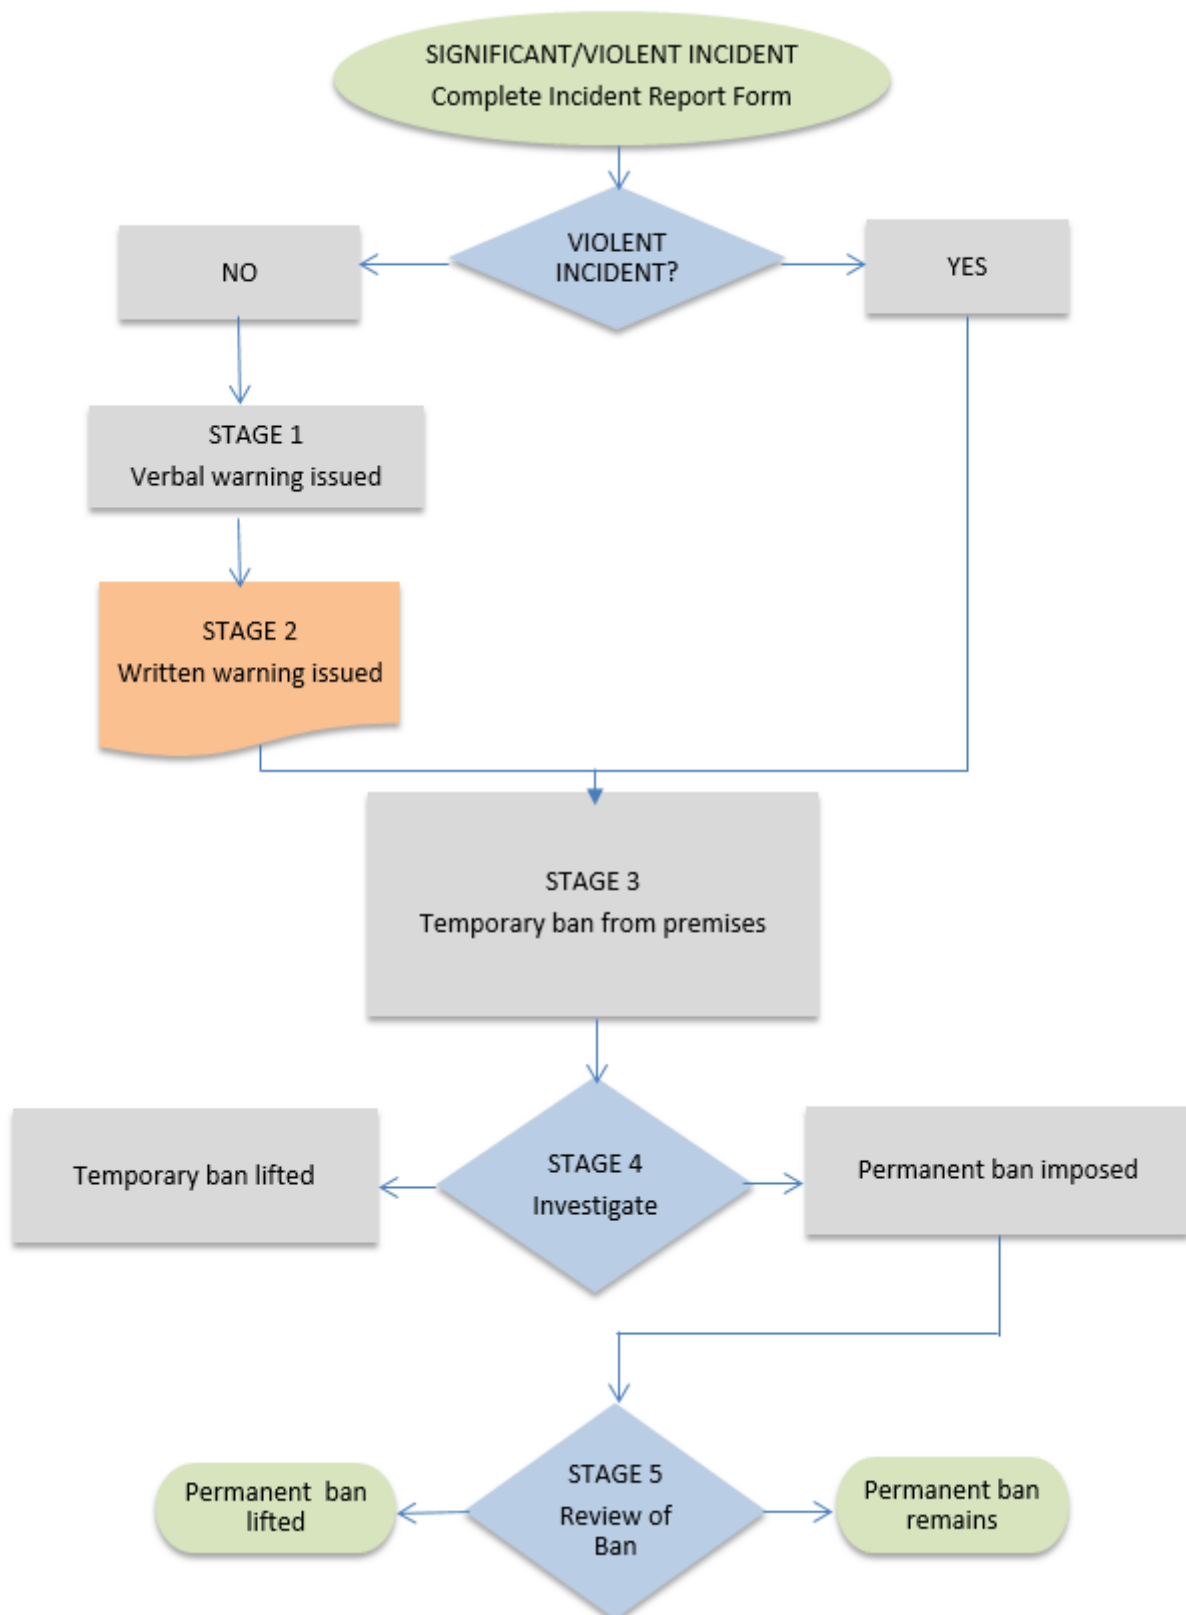 SIGNIFICANT/VIOLENT INCIDENT
Complete Incident Report Form
VIOLENT
INCIDENT?
NO
YES
STAGE 1
Verbal warning issued
STAGE 2
Written warning issued
STAGE 3
Temporary ban from premises
Temporary ban lifted
STAGE 4
Investigate
Permanent ban imposed
Permanent ban
lifted
STAGE 5
Review of
Ban
Permanent ban
remains